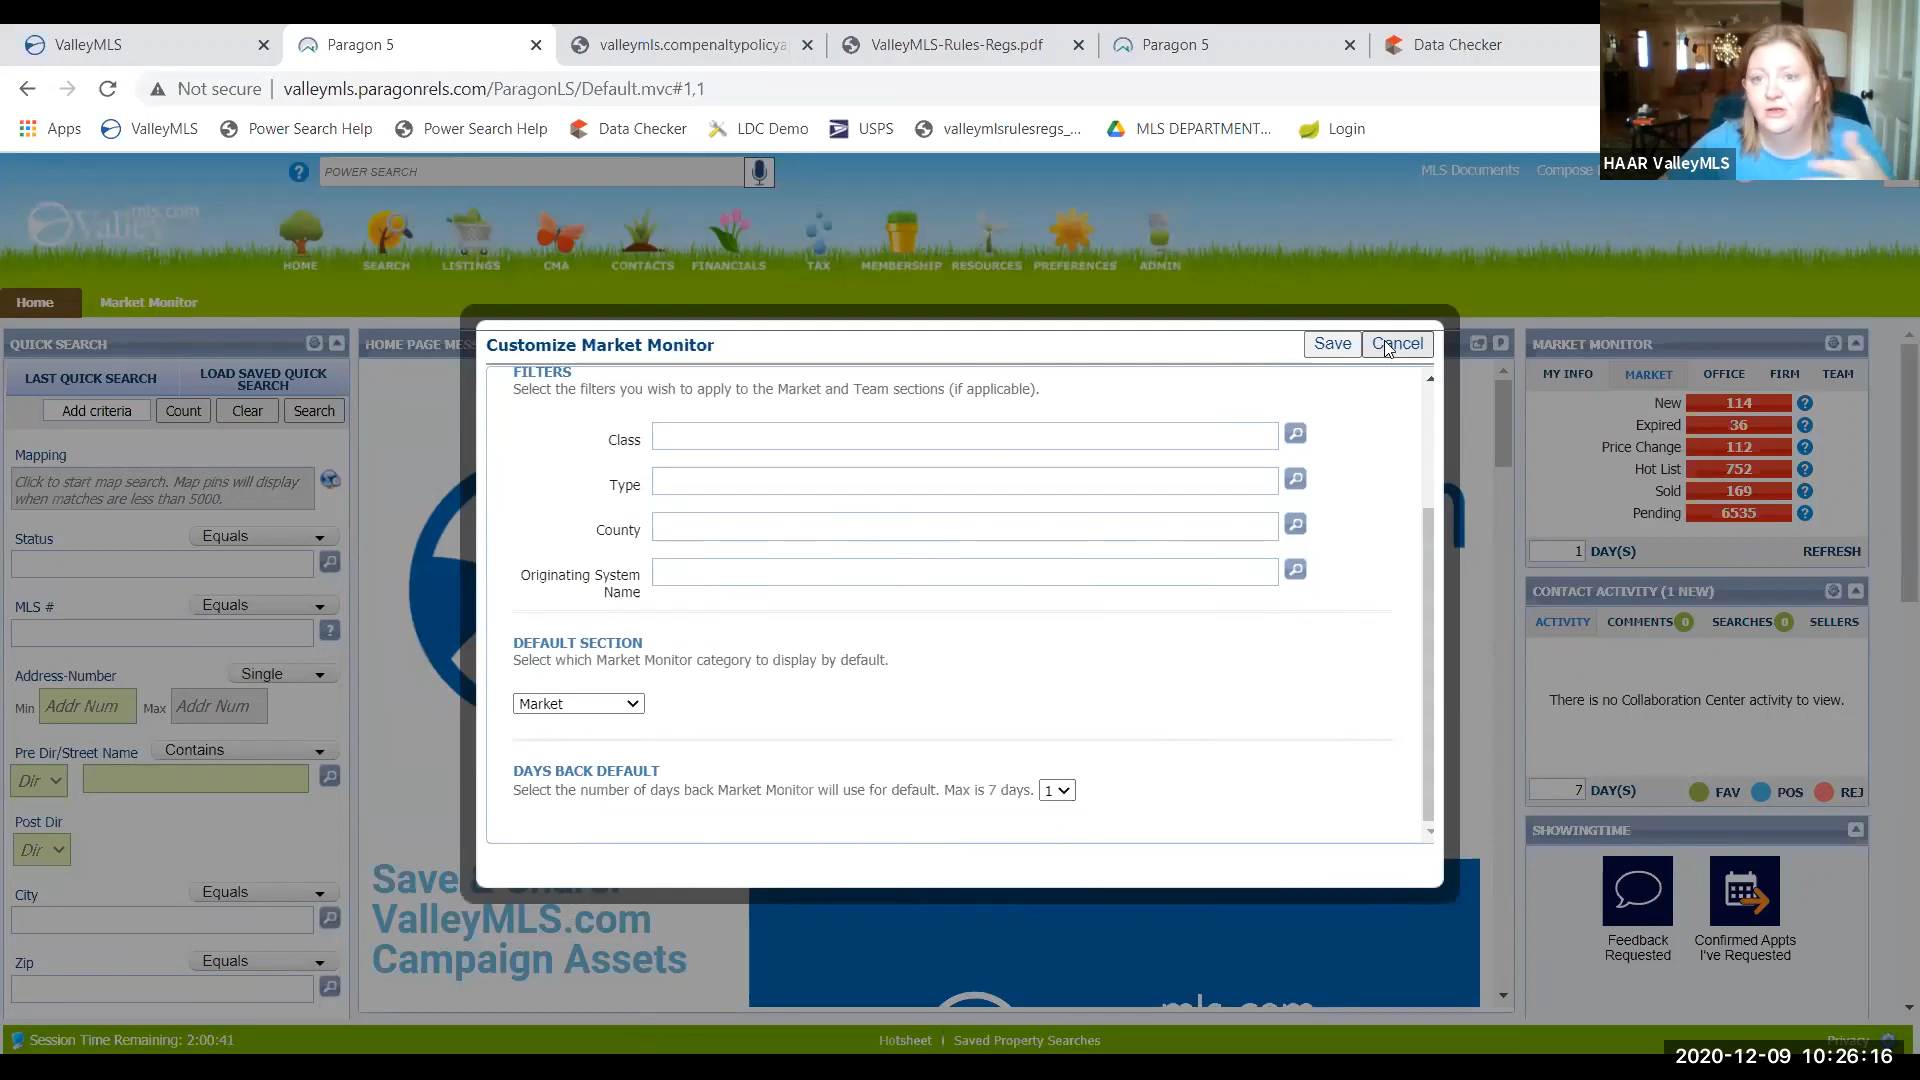 ValleyMLS
Paragon 5
valleymls.compenaltypolicya
ValleyMLS-Rules-Regs.pdf
Paragon 5
Data Checker
Not secure
valleymls.paragonrels.com/ParagonLS/Default.mvc#1,1
Apps
ValleyMLS
Power Search Help
Power Search Help
Data Checker
LDC Demo
USPS
valleymlsrulesregs_...
MLS DEPARTMENT...
Login
HAAR ValleyMLS
POWER SEARCH
MLS Documents
Compose
Valley mls.com
HOME
SEARCH
LISTINGS
CMA
CONTACTS
FINANCIALS
TAX
MEMBERSHIP
RESOURCES
PREFERENCES
ADMIN
Home
Market Monitor
QUICK SEARCH
LAST QUICK SEARCH
LOAD SAVED QUICK
SEARCH
Add criteria
Count
Clear
Search
Mapping
Click to start map search. Map pins will display
when matches are less than 5000.
Status
Equals
MLS #
Equals
Address-Number
Single
Min
Addr Num
Max
Addr Num
Pre Dir/Street Name
Contains
Dir
Post Dir
Dir
City
Equals
Zip
Equals
HOME PAGE MES
Customize Market Monitor
Save
Cancel
FILTERS
Select the filters you wish to apply to the Market and Team sections (if applicable).
Class
Type
County
Originating System
Name
DEFAULT SECTION
Select which Market Monitor category to display by default.
Market
DAYS BACK DEFAULT
Select the number of days back Market Monitor will use for default. Max is 7 days. 1
Save & Share:
ValleyMLS.com
Campaign Assets
mls.com
MARKET MONITOR
MY INFO
MARKET
OFFICE
FIRM
TEAM
New 114
Expired 36
Price Change 112
Hot List 752
Sold 169
Pending 6535
1 DAY(S)
REFRESH
CONTACT ACTIVITY (1 NEW)
ACTIVITY
COMMENTS 0
SEARCHES 0
SELLERS
There is no Collaboration Center activity to view.
7 DAY(S)
FAV
POS
REJ
SHOWINGTIME
Feedback
Requested
Confirmed Appts
I've Requested
Session Time Remaining: 2:00:41
Hotsheet | Saved Property Searches
Privacy
2020-12-09 10:26:16